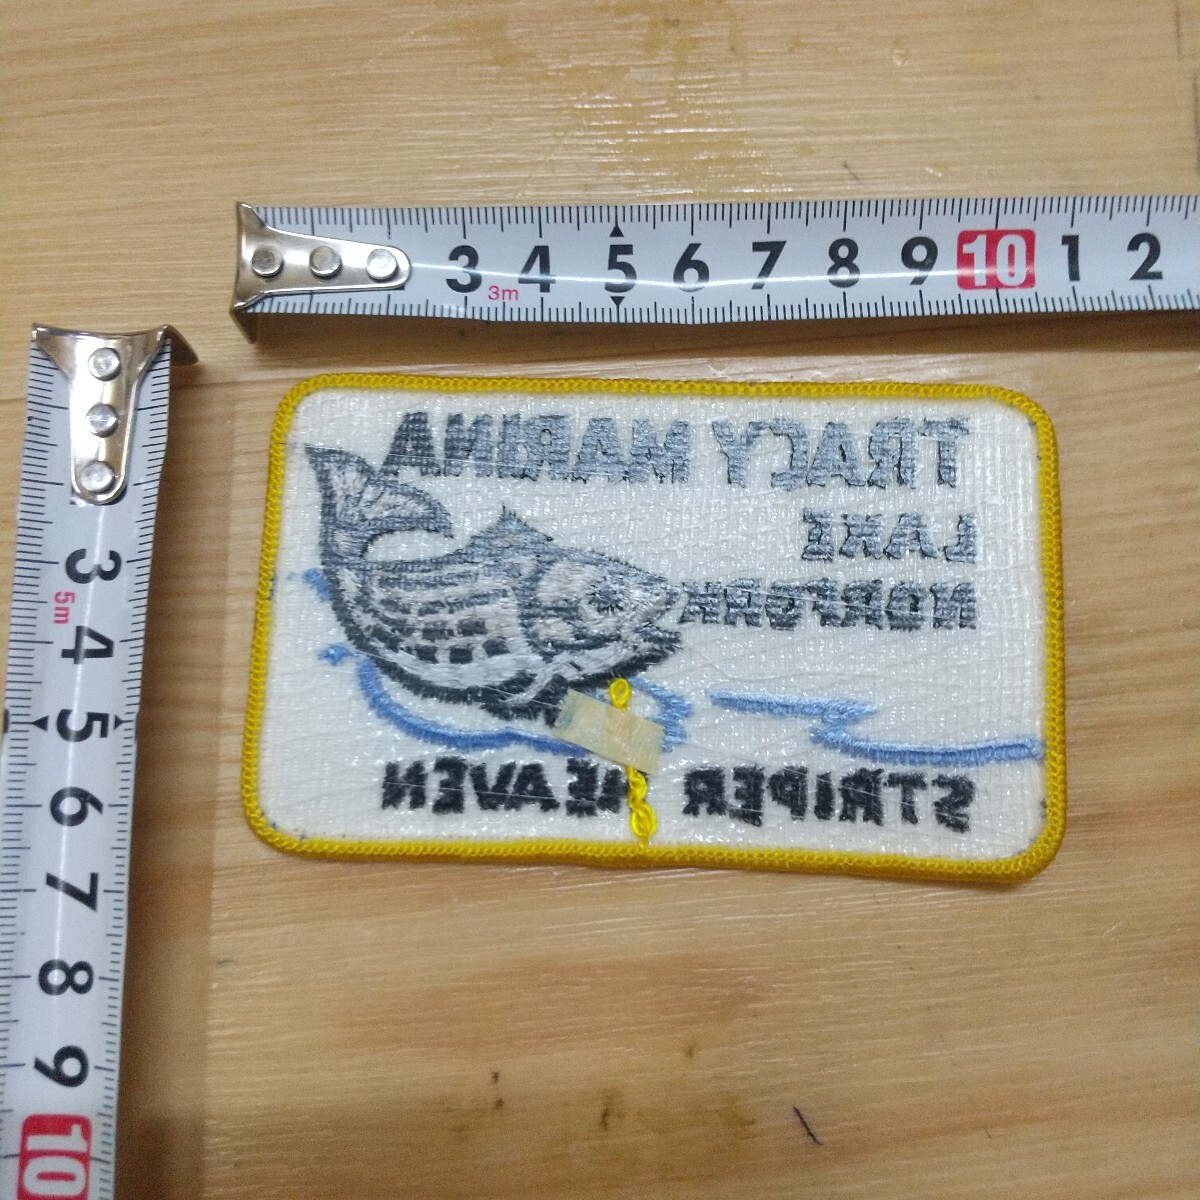 3 4 5 6 7 8 9 10 1 2
3m
3 4 5 6 7 8 9 10
5m
TRACY MARINA
LAKE
NORFORK
STRIPER HEAVEN